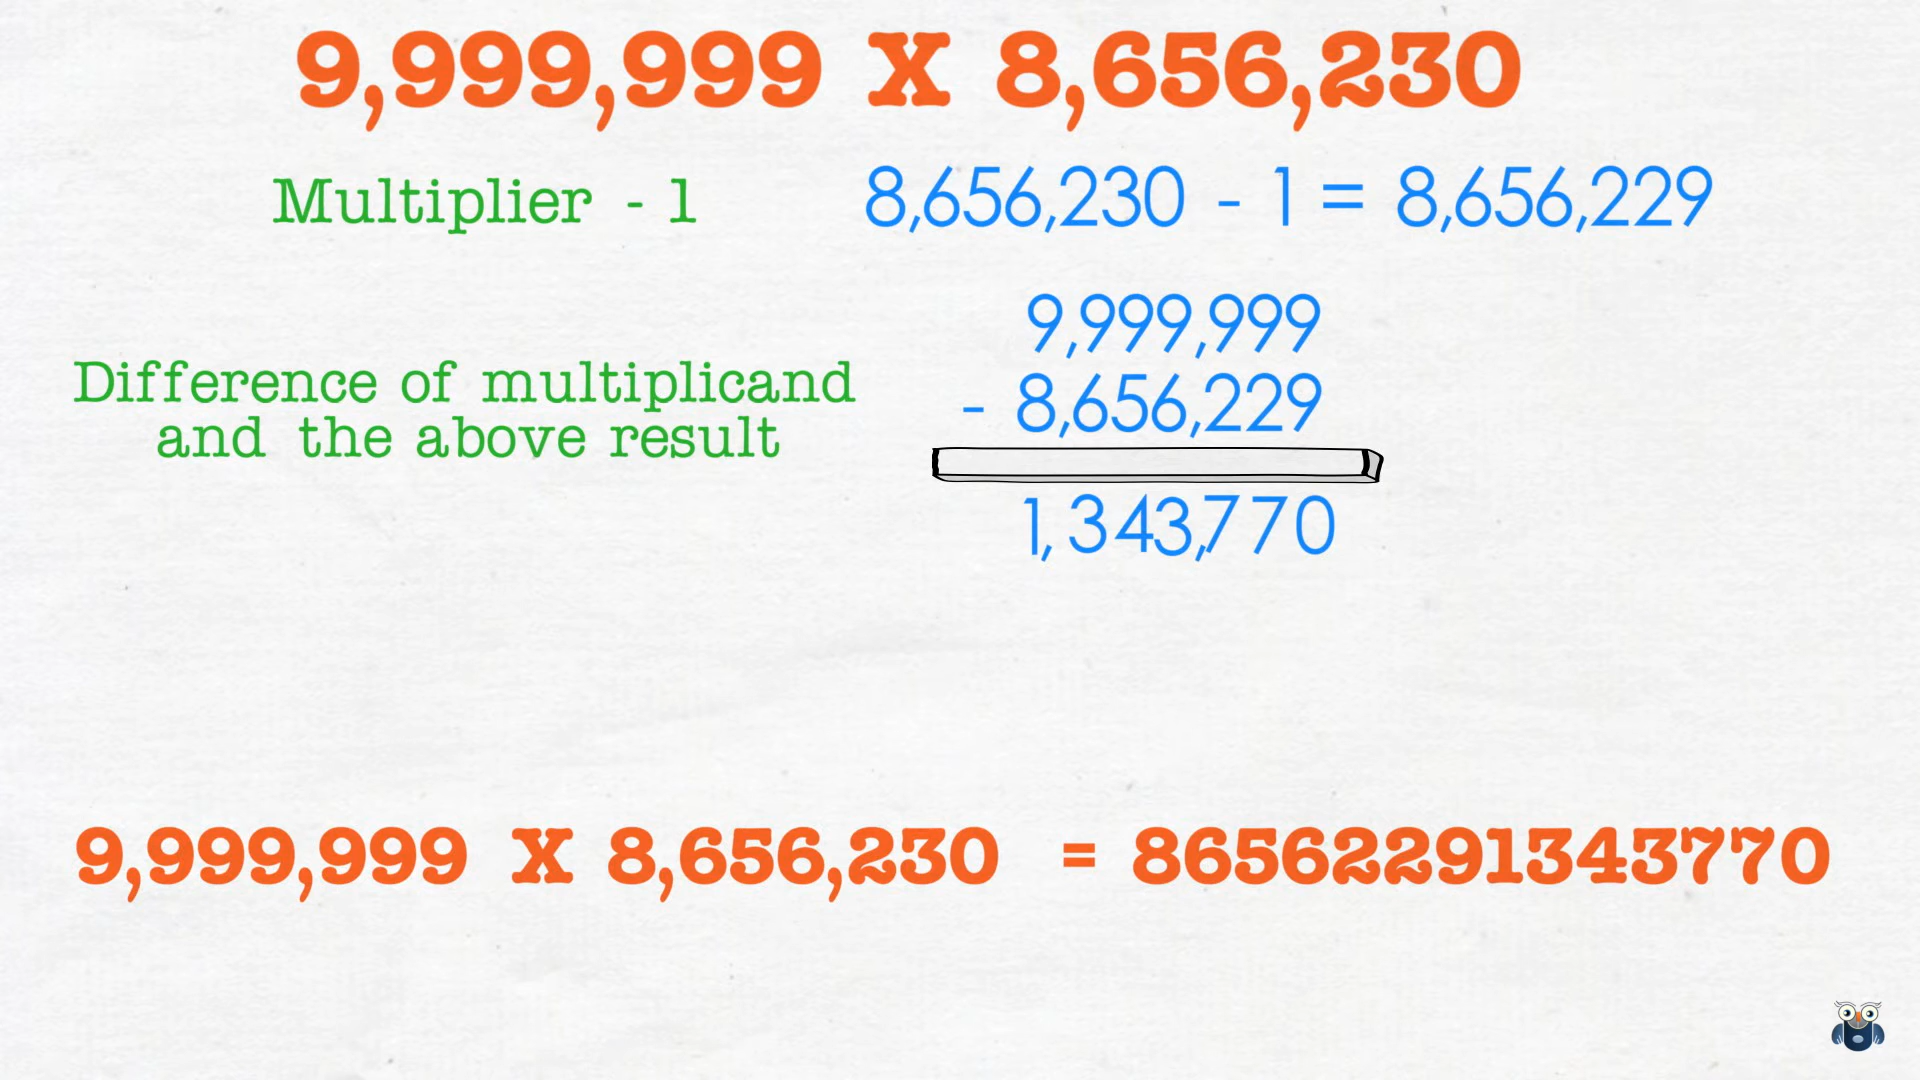 9,999,999 X 8,656,230
Multiplier - 1 8,656,230 - 1 = 8,656,229
9,999,999
Difference of multiplicand
and the above result
- 8,656,229
1,343,770
9,999,999 X 8,656,230 = 86562291343770